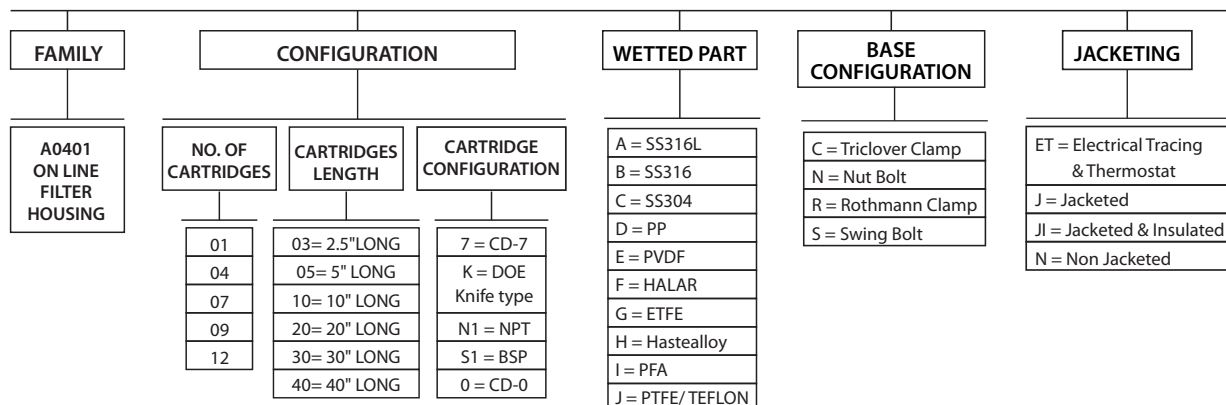 FAMILY
CONFIGURATION
WETTED PART
BASE
CONFIGURATION
JACKETING
A0401
ON LINE
FILTER
HOUSING
NO. OF
CARTRIDGES
01
04
07
09
12
CARTRIDGES
LENGTH
03= 2.5"LONG
05= 5" LONG
10= 10" LONG
20= 20" LONG
30= 30" LONG
40= 40" LONG
CARTRIDGE
CONFIGURATION
7 = CD-7
K = DOE
Knife type
N1 = NPT
S1 = BSP
0 = CD-0
A = SS316L
B = SS316
C = SS304
D = PP
E = PVDF
F = HALAR
G = ETFE
H = Hastealloy
I = PFA
J = PTFE/ TEFLON
C = Triclover Clamp
N = Nut Bolt
R = Rothmann Clamp
S = Swing Bolt
ET = Electrical Tracing
& Thermostat
J = Jacketed
JI = Jacketed & Insulated
N = Non Jacketed